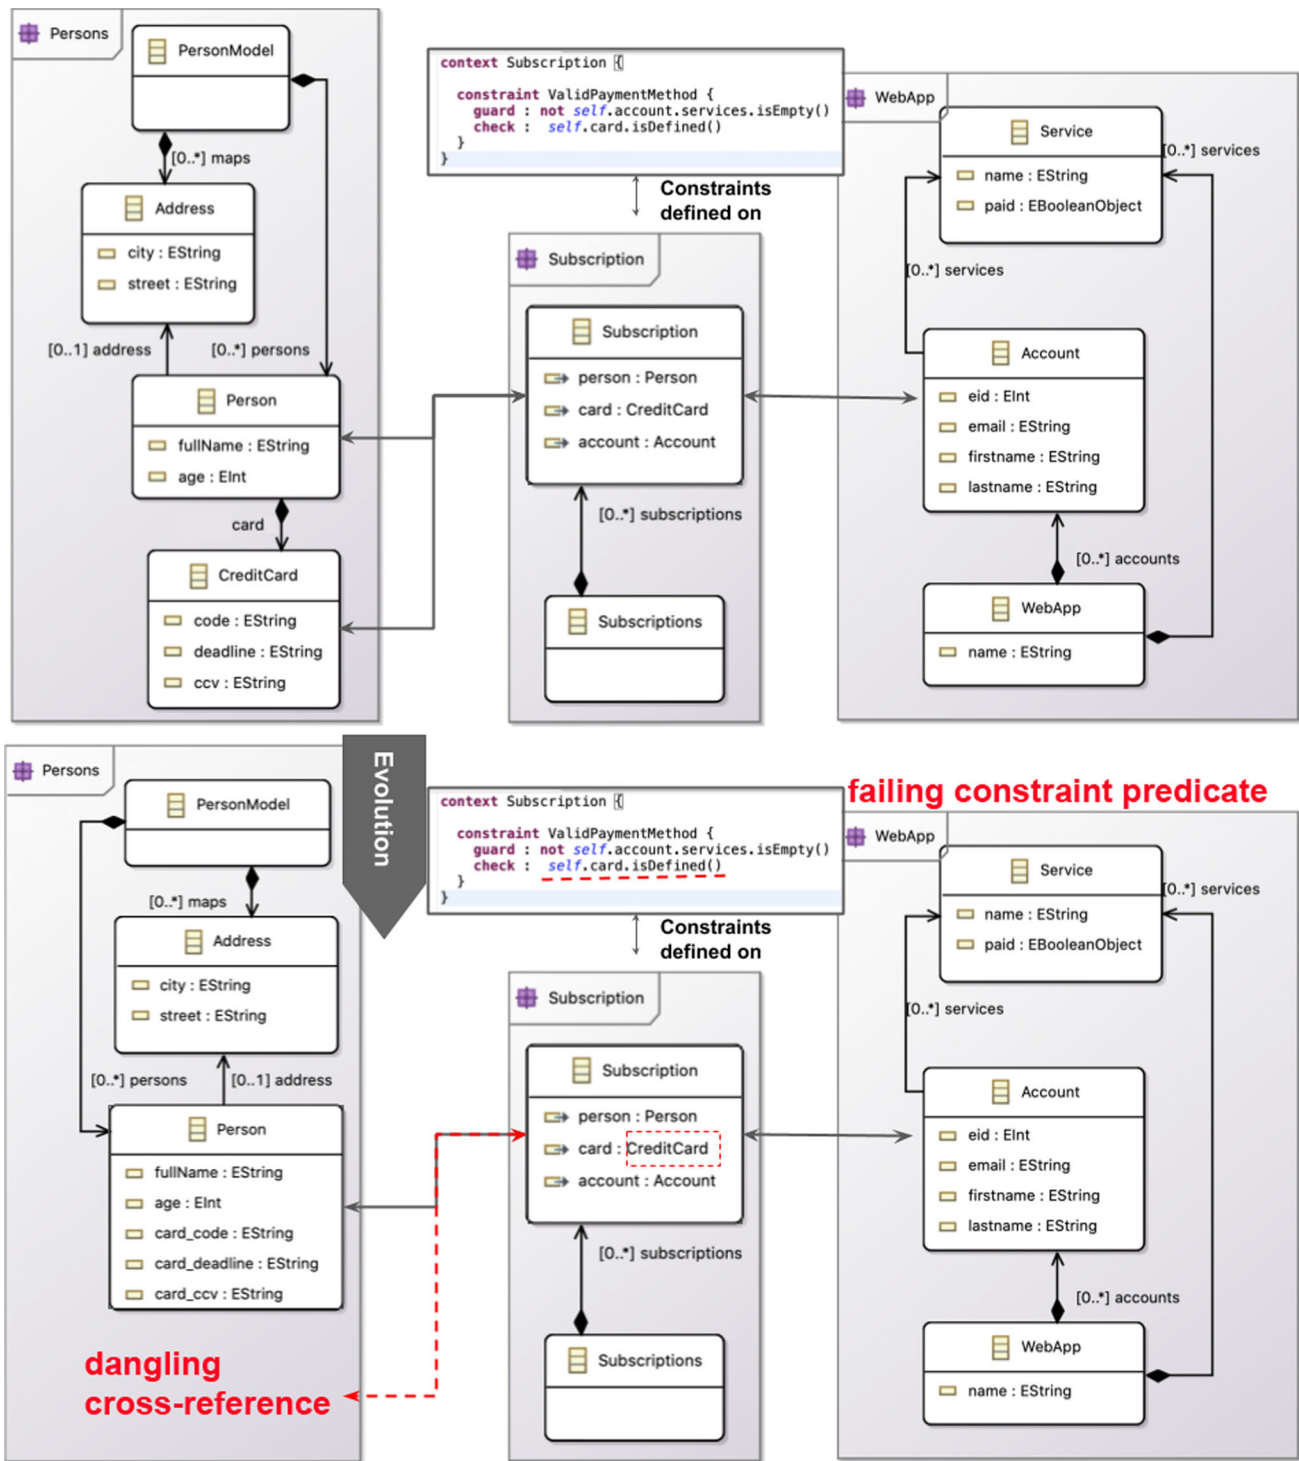 Persons
PersonModel
[0..*] maps
Address
city : EString
street : EString
[0..1] address
[0..*] persons
Person
fullName : EString
age : EInt
card
CreditCard
code : EString
deadline : EString
ccv : EString
context Subscription {
constraint ValidPaymentMethod {
guard : not self.account.services.isEmpty()
check : self.card.isDefined()
}
}
Constraints
defined on
Subscription
Subscription
person : Person
card : CreditCard
account : Account
[0..*] subscriptions
Subscriptions
WebApp
Service
[0..*] services
name : EString
paid : EBooleanObject
[0..*] services
Account
eid : EInt
email : EString
firstname : EString
lastname : EString
[0..*] accounts
WebApp
name : EString
Evolution
Persons
PersonModel
[0..*] maps
Address
city : EString
street : EString
[0..*] persons
[0..1] address
Person
fullName : EString
age : EInt
card_code : EString
card_deadline : EString
card_ccv : EString
dangling
cross-reference
context Subscription {
constraint ValidPaymentMethod {
guard : not self.account.services.isEmpty()
check : self.card.isDefined()
}
}
Constraints
defined on
Subscription
Subscription
person : Person
card : CreditCard
account : Account
[0..*] subscriptions
Subscriptions
failing constraint predicate
WebApp
Service
[0..*] services
name : EString
paid : EBooleanObject
[0..*] services
Account
eid : EInt
email : EString
firstname : EString
lastname : EString
[0..*] accounts
WebApp
name : EString